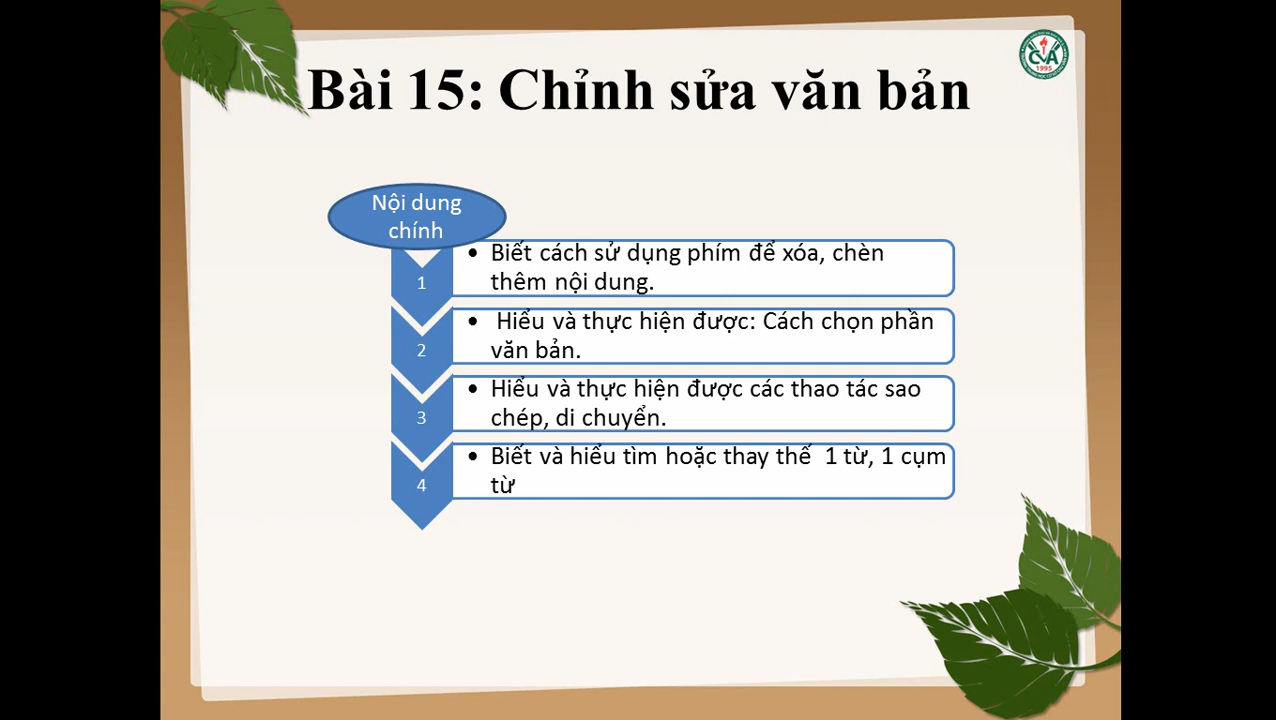 Bài 15: Chỉnh sửa văn bản
CVA
1995
Nội dung
chính
1
• Biết cách sử dụng phím để xóa, chèn
thêm nội dung.
2
• Hiểu và thực hiện được: Cách chọn phần
văn bản.
3
• Hiểu và thực hiện được các thao tác sao
chép, di chuyển.
4
• Biết và hiểu tìm hoặc thay thế 1 từ, 1 cụm
từ